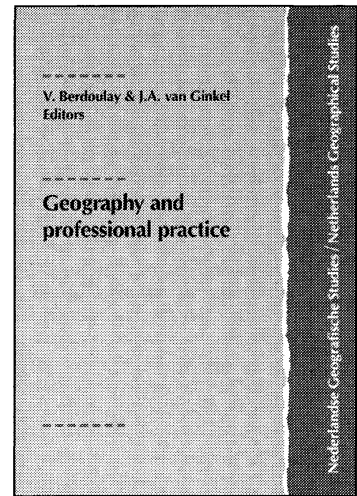 V. Berdoulay & J.A. van Ginkel
Editors
Geography and
professional practice
Nederlandse Geografische Studies / Netherlands Geographical Studies